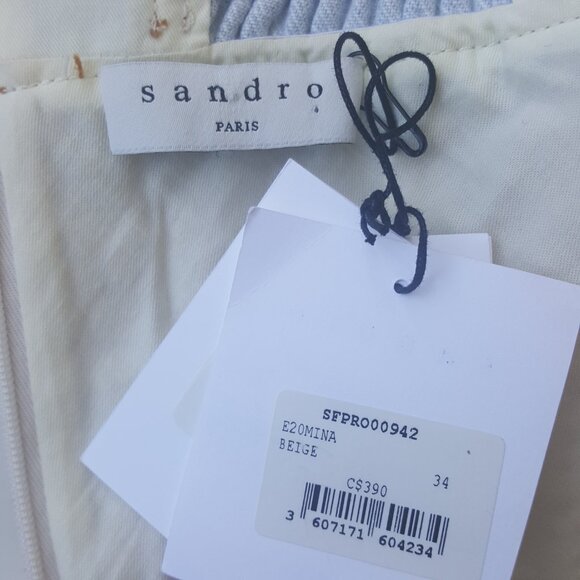 sandro
PARIS
SFPRO00942
E20MINA
BEIGE
C$390 34
3 607171 604234